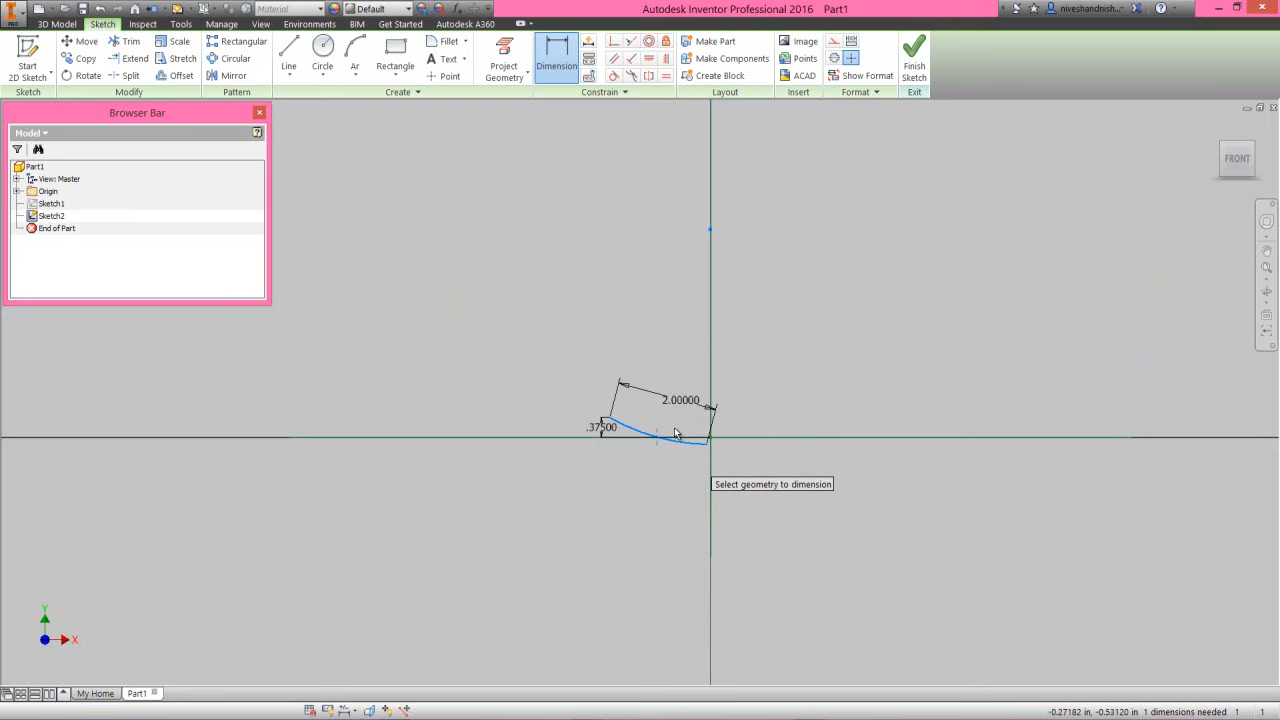 PRO
Material
Default
Autodesk Inventor Professional 2016 Part1
niveshandnish...
3D Model Sketch Inspect Tools Manage View Environments BIM Get Started Autodesk A360
Start
2D Sketch
Move
Copy
Rotate
Trim
Extend
Split
Scale
Stretch
Offset
Rectangular
Circular
Mirror
Line
Circle
Arc
Rectangle
Fillet
Text
Point
Project
Geometry
Dimension
Make Part
Make Components
Create Block
Image
Points
ACAD
Show Format
Finish
Sketch
Sketch Modify Pattern Create Constrain Layout Insert Format Exit
Browser Bar
Model
Part1
View: Master
Origin
Sketch1
Sketch2
End of Part
FRONT
2.00000
.37500
Select geometry to dimension
Y
X
My Home Part1
-0.27182 in, -0.53120 in 1 dimensions needed 1 1